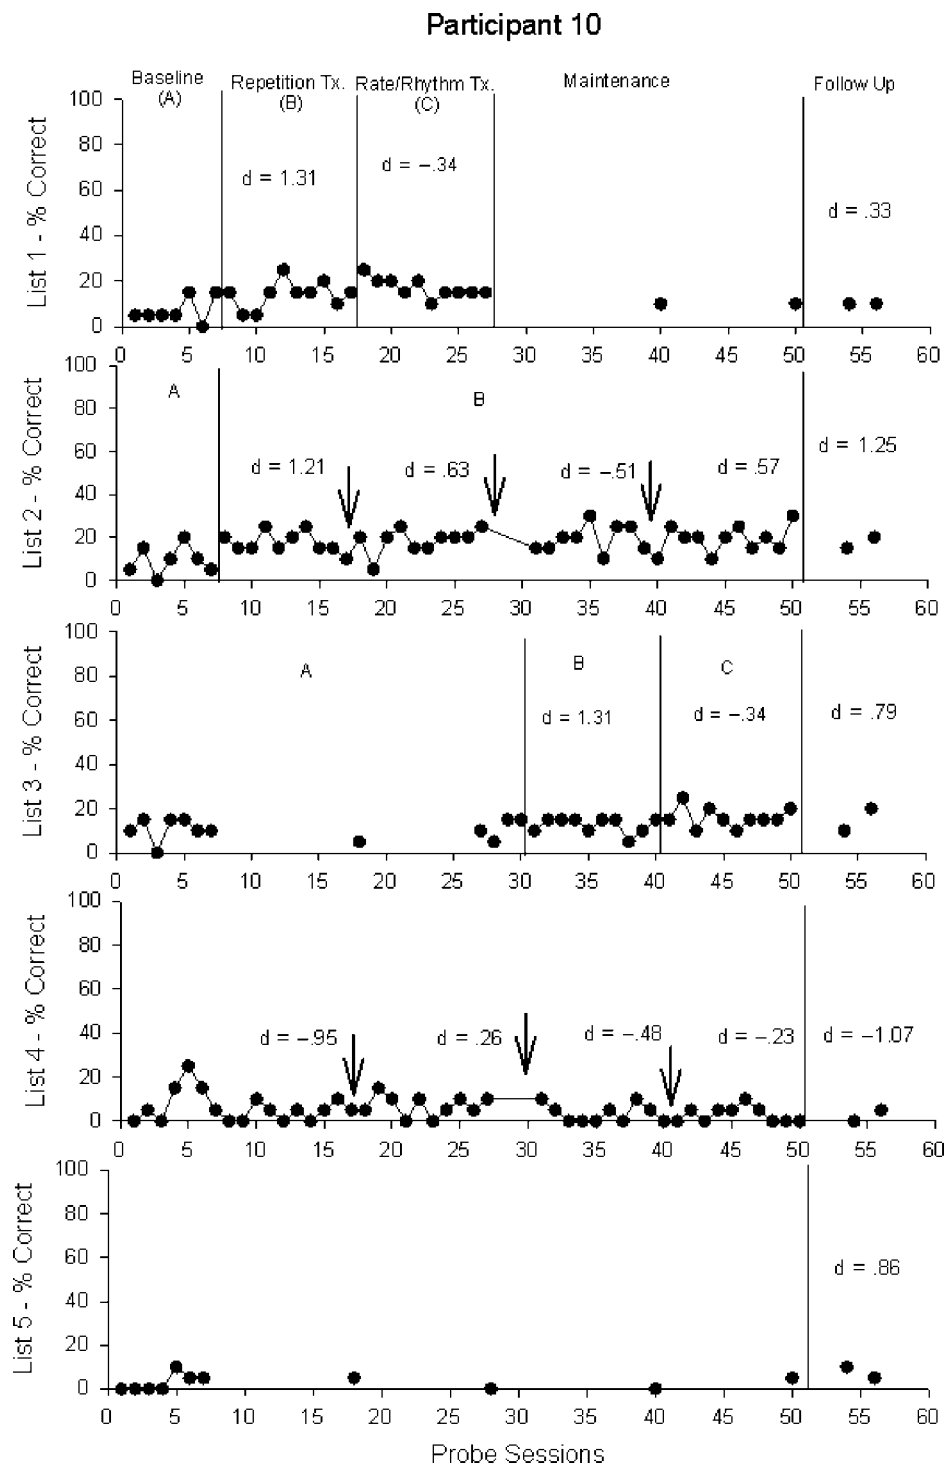 Participant 10
Baseline (A) Repetition Tx. (B) Rate/Rhythm Tx. (C) Maintenance Follow Up
List 1 - % Correct
100
80
60
40
20
0
d = 1.31 d = –.34 d = .33
0 5 10 15 20 25 30 35 40 45 50 55 60
List 2 - % Correct
100
80
60
40
20
0
A B
d = 1.21 d = .63 d = –.51 d = .57 d = 1.25
0 5 10 15 20 25 30 35 40 45 50 55 60
List 3 - % Correct
100
80
60
40
20
0
A B C
d = 1.31 d = –.34 d = .79
0 5 10 15 20 25 30 35 40 45 50 55 60
List 4 - % Correct
100
80
60
40
20
0
d = –.95 d = .26 d = –.48 d = –.23 d = –1.07
0 5 10 15 20 25 30 35 40 45 50 55 60
List 5 - % Correct
100
80
60
40
20
0
d = .86
0 5 10 15 20 25 30 35 40 45 50 55 60
Probe Sessions